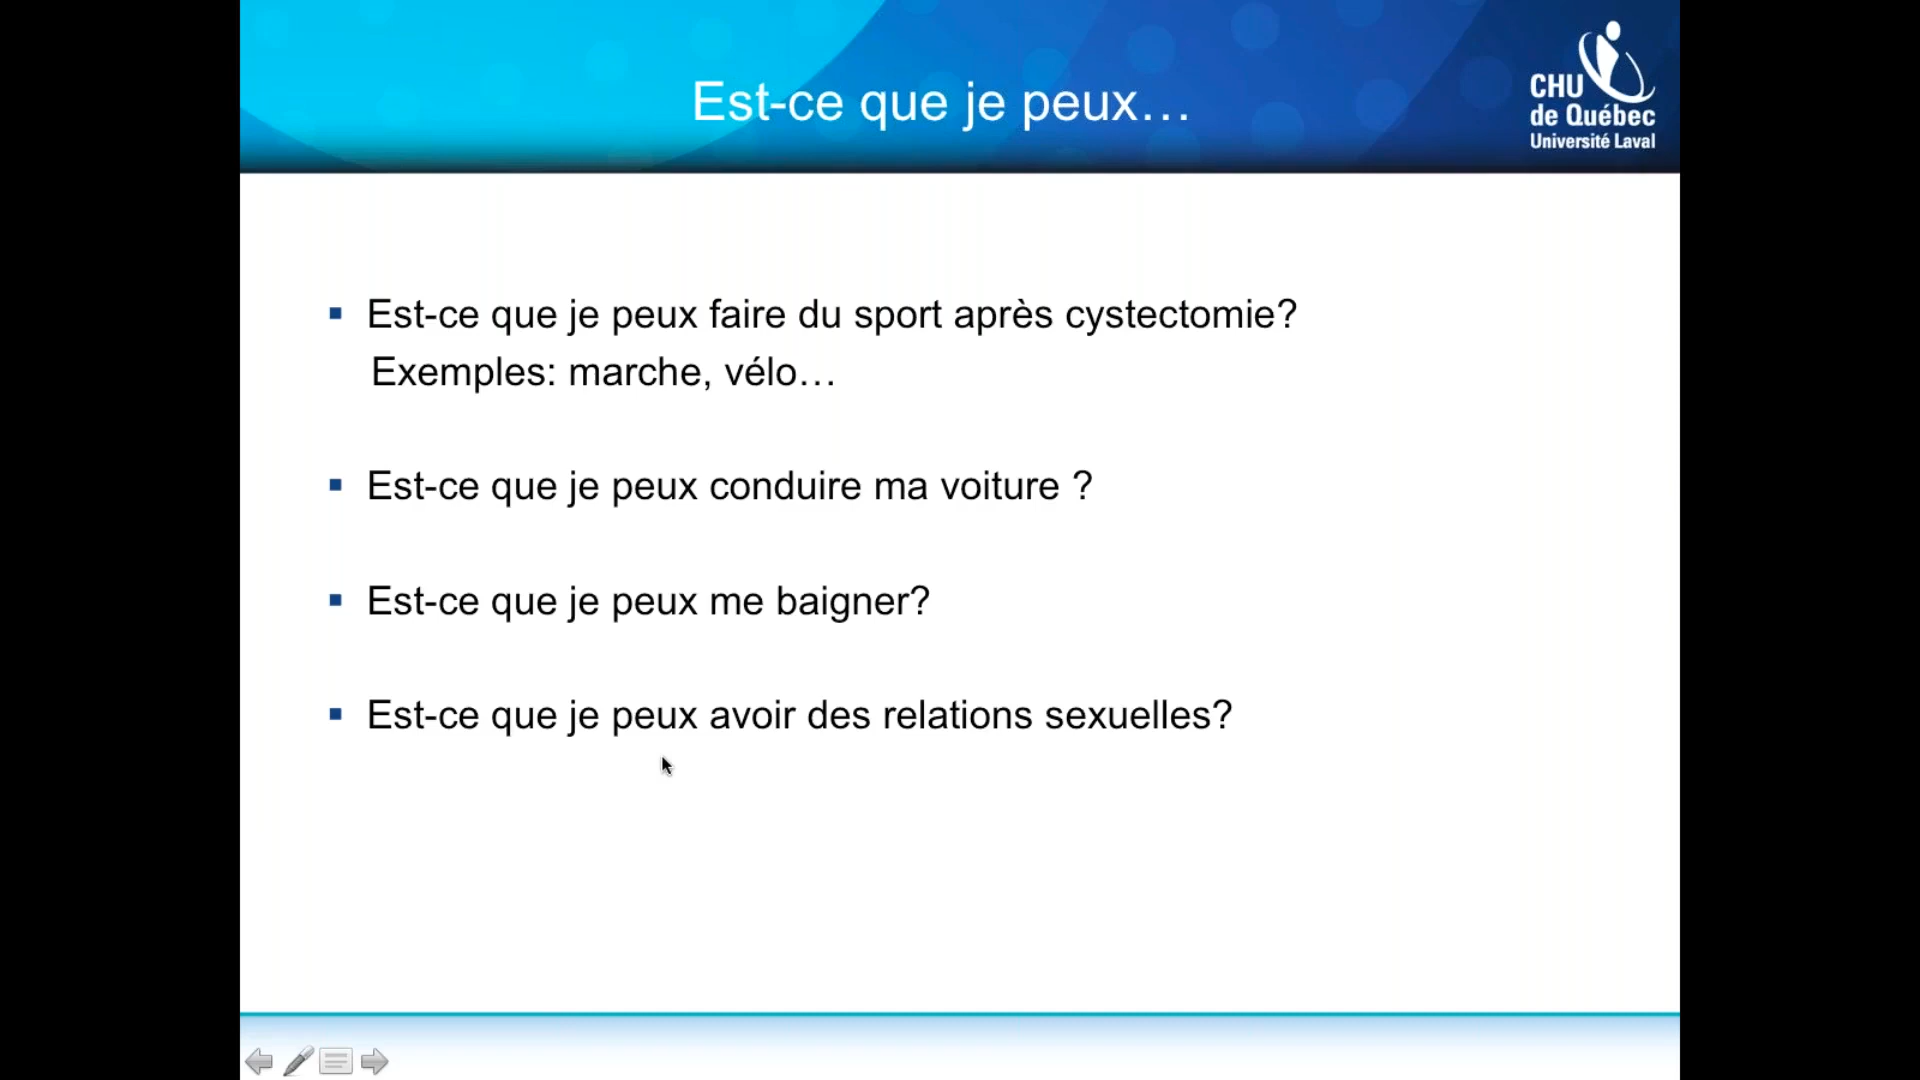 Est-ce que je peux…
CHU
de Québec
Université Laval
Est-ce que je peux faire du sport après cystectomie?
Exemples: marche, vélo…
Est-ce que je peux conduire ma voiture ?
Est-ce que je peux me baigner?
Est-ce que je peux avoir des relations sexuelles?